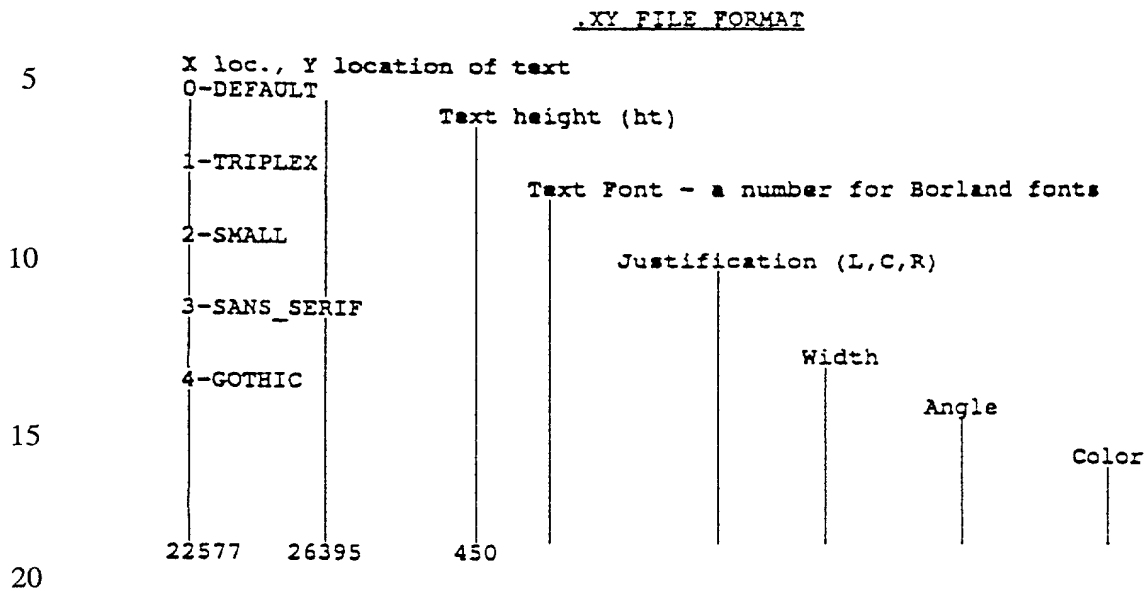 .XY FILE FORMAT
5
X loc., Y location of text
0-DEFAULT
Text height (ht)
1-TRIPLEX
Text Font - a number for Borland fonts
2-SMALL
10
Justification (L,C,R)
3-SANS_SERIF
Width
4-GOTHIC
Angle
15
Color
22577 26395 450
20